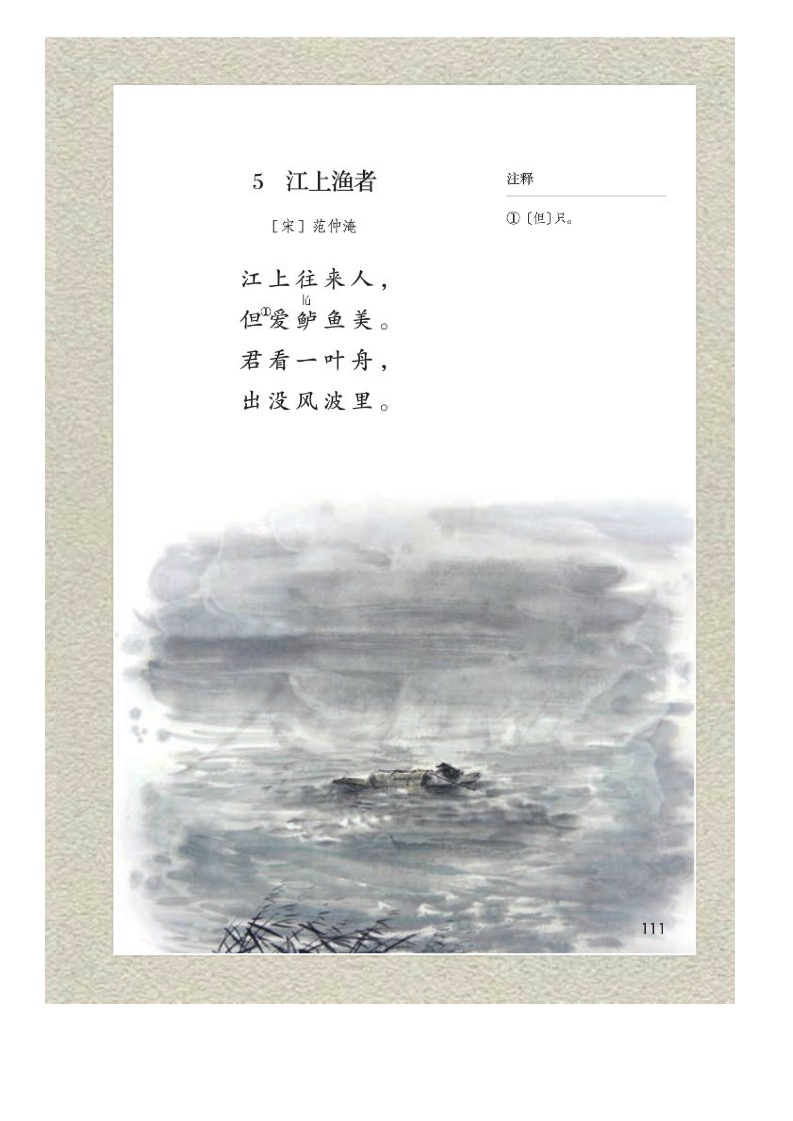 5 江上渔者
[宋] 范仲淹
江上往来人，
lú
但①爱鲈鱼美。
君看一叶舟，
出没风波里。
注释
①〔但〕只。
111